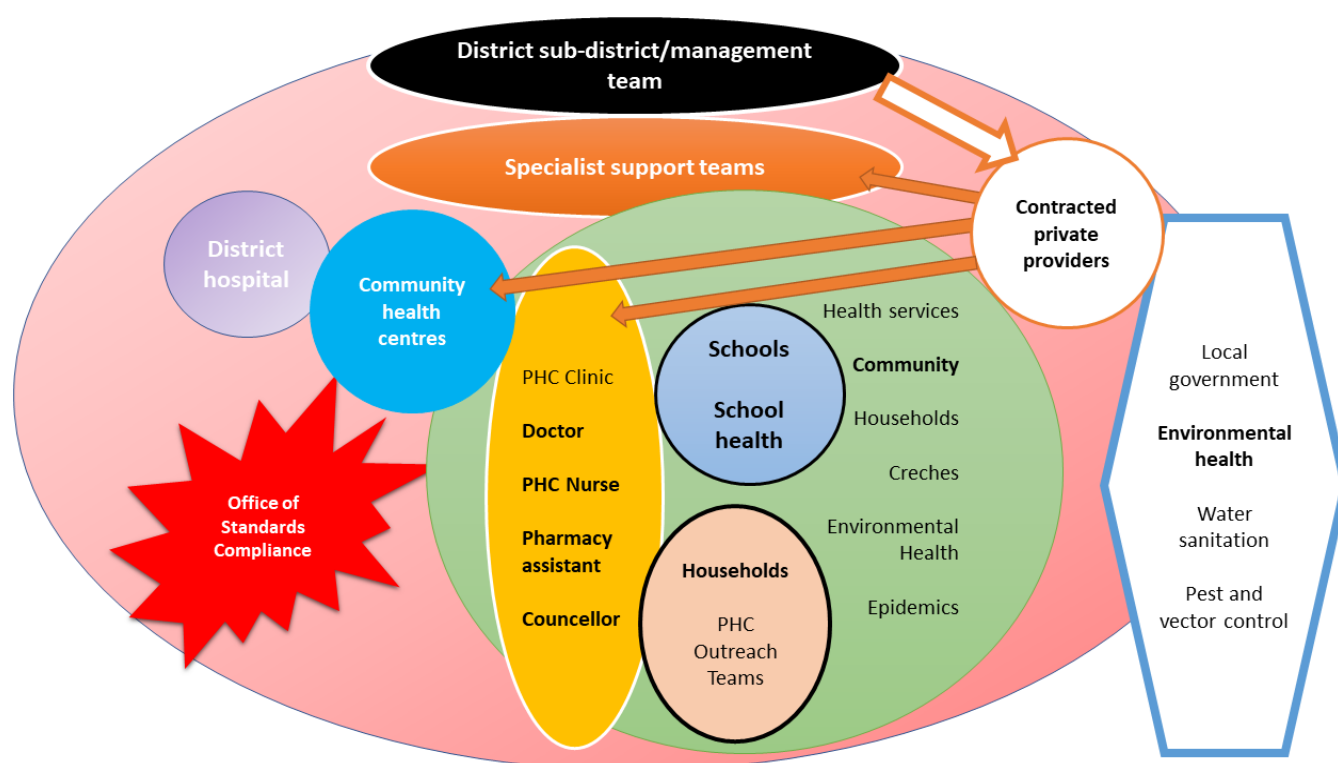 District sub-district/management
team
Specialist support teams
District
hospital
Community
health
centres
Contracted
private
providers
Office of
Standards
Compliance
PHC Clinic
Doctor
PHC Nurse
Pharmacy
assistant
Councellor
Schools
School
health
Households
PHC
Outreach
Teams
Health services
Community
Households
Creches
Environmental
Health
Epidemics
Local
government
Environmental
health
Water
sanitation
Pest and
vector control